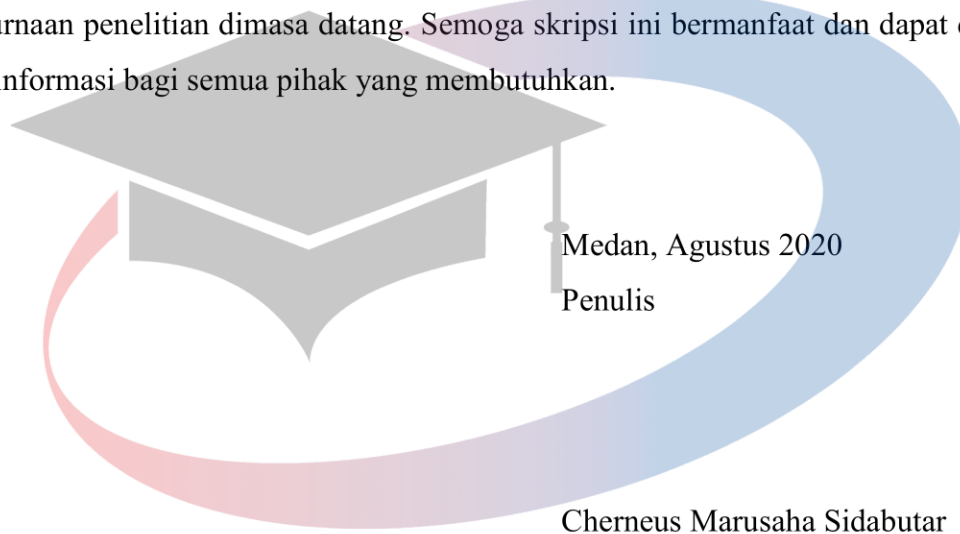 penelitian dimasa datang. Semoga skripsi ini bermanfaat dan dapat
informasi bagi semua pihak yang membutuhkan.
Medan, Agustus 2020
Penulis
Cherneus Marusaha Sidabutar